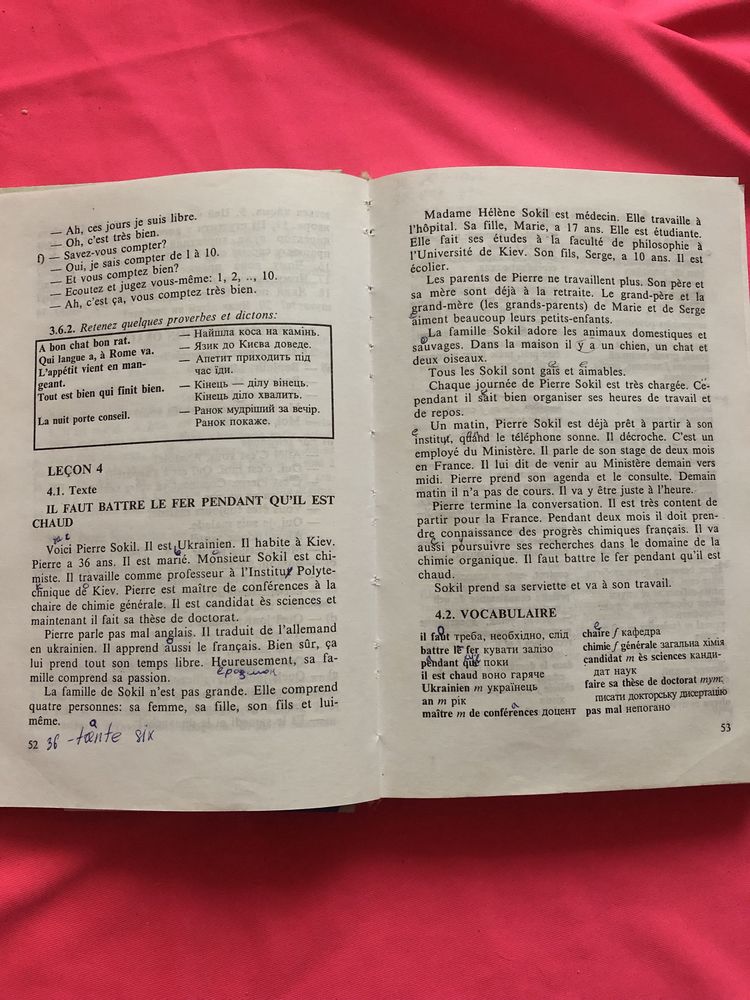 — Ah, ces jours je suis libre.
— Oh, c'est très bien.
f) — Savez-vous compter?
— Oui, je sais compter de 1 à 10.
— Et vous comptez bien?
— Ecoutez et jugez vous-même: 1, 2, .., 10.
— Ah, c'est ça, vous comptez très bien.
3.6.2. Retenez quelques proverbes et dictons:
A bon chat bon rat. — Найшла коса на камінь.
Qui langue a, à Rome va. — Язик до Києва доведе.
L'appétit vient en man- — Апетит приходить під
geant. час їди.
Tout est bien qui finit bien. — Кінець — ділу вінець.
Кінець діло хвалить.
La nuit porte conseil. — Ранок мудріший за вечір.
Ранок покаже.
LEÇON 4
4.1. Texte
IL FAUT BATTRE LE FER PENDANT QU'IL EST
CHAUD
Voici Pierre Sokil. Il est Ukrainien. Il habite à Kiev.
Pierre a 36 ans. Il est marié. Monsieur Sokil est chi-
miste. Il travaille comme professeur à l'Institut Polyte-
chnique de Kiev. Pierre est maître de conférences à la
chaire de chimie générale. Il est candidat ès sciences et
maintenant il fait sa thèse de doctorat.
Pierre parle pas mal anglais. Il traduit de l'allemand
en ukrainien. Il apprend aussi le français. Bien sûr, ça
lui prend tout son temps libre. Heureusement, sa fa-
mille comprend sa passion.
La famille de Sokil n'est pas grande. Elle comprend
quatre personnes: sa femme, sa fille, son fils et lui-
même.
52 36 - tante six
Madame Hélène Sokil est médecin. Elle travaille à
l'hôpital. Sa fille, Marie, a 17 ans. Elle est étudiante.
Elle fait ses études à la faculté de philosophie à
l'Université de Kiev. Son fils, Serge, a 10 ans. Il est
écolier.
Les parents de Pierre ne travaillent plus. Son père et
sa mère sont déjà à la retraite. Le grand-père et la
grand-mère (les grands-parents) de Marie et de Serge
aiment beaucoup leurs petits-enfants.
La famille Sokil adore les animaux domestiques et
sauvages. Dans la maison il y a un chien, un chat et
deux oiseaux.
Tous les Sokil sont gais et aimables.
Chaque journée de Pierre Sokil est très chargée. Ce-
pendant il sait bien organiser ses heures de travail et
de repos.
Un matin, Pierre Sokil est déjà prêt à partir à son
institut, quand le téléphone sonne. Il décroche. C'est un
employé du Ministère. Il parle de son stage de deux mois
en France. Il lui dit de venir au Ministère demain vers
midi. Pierre prend son agenda et le consulte. Demain
matin il n'a pas de cours. Il va y être juste à l'heure.
Pierre termine la conversation. Il est très content de
partir pour la France. Pendant deux mois il doit pren-
dre connaissance des progrès chimiques français. Il va
aussi poursuivre ses recherches dans le domaine de la
chimie organique. Il faut battre le fer pendant qu'il est
chaud.
Sokil prend sa serviette et va à son travail.
4.2. VOCABULAIRE
il faut треба, необхідно, слід
battre le fer кувати залізо
pendant que поки
il est chaud воно гаряче
Ukrainien m українець
an m рік
maître m de conférences доцент
chaire f кафедра
chimie f générale загальна хімія
candidat m ès sciences канди-
дат наук
faire sa thèse de doctorat тут:
писати докторську дисертацію
pas mal непогано
53